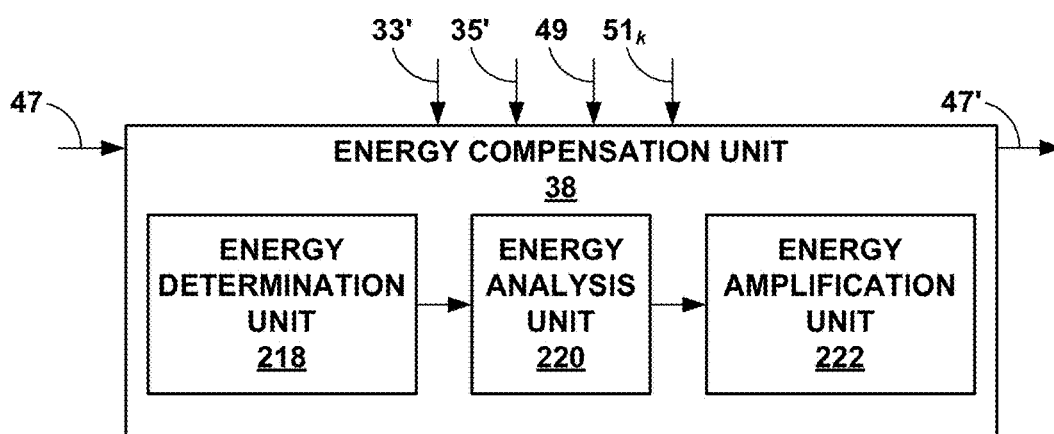 33' 35' 49 51k
47 47'
ENERGY COMPENSATION UNIT
38
ENERGY
DETERMINATION
UNIT
218
ENERGY
ANALYSIS
UNIT
220
ENERGY
AMPLIFICATION
UNIT
222